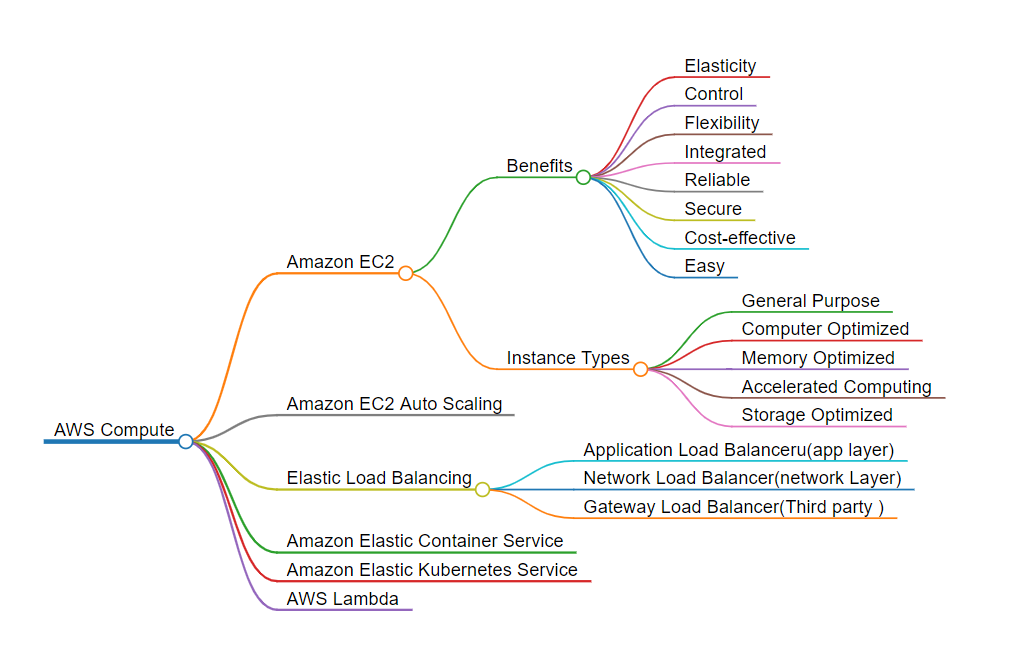 AWS Compute
Amazon EC2
Benefits
Elasticity
Control
Flexibility
Integrated
Reliable
Secure
Cost-effective
Easy
Instance Types
General Purpose
Computer Optimized
Memory Optimized
Accelerated Computing
Storage Optimized
Amazon EC2 Auto Scaling
Elastic Load Balancing
Application Load Balanceru(app layer)
Network Load Balancer(network Layer)
Gateway Load Balancer(Third party )
Amazon Elastic Container Service
Amazon Elastic Kubernetes Service
AWS Lambda